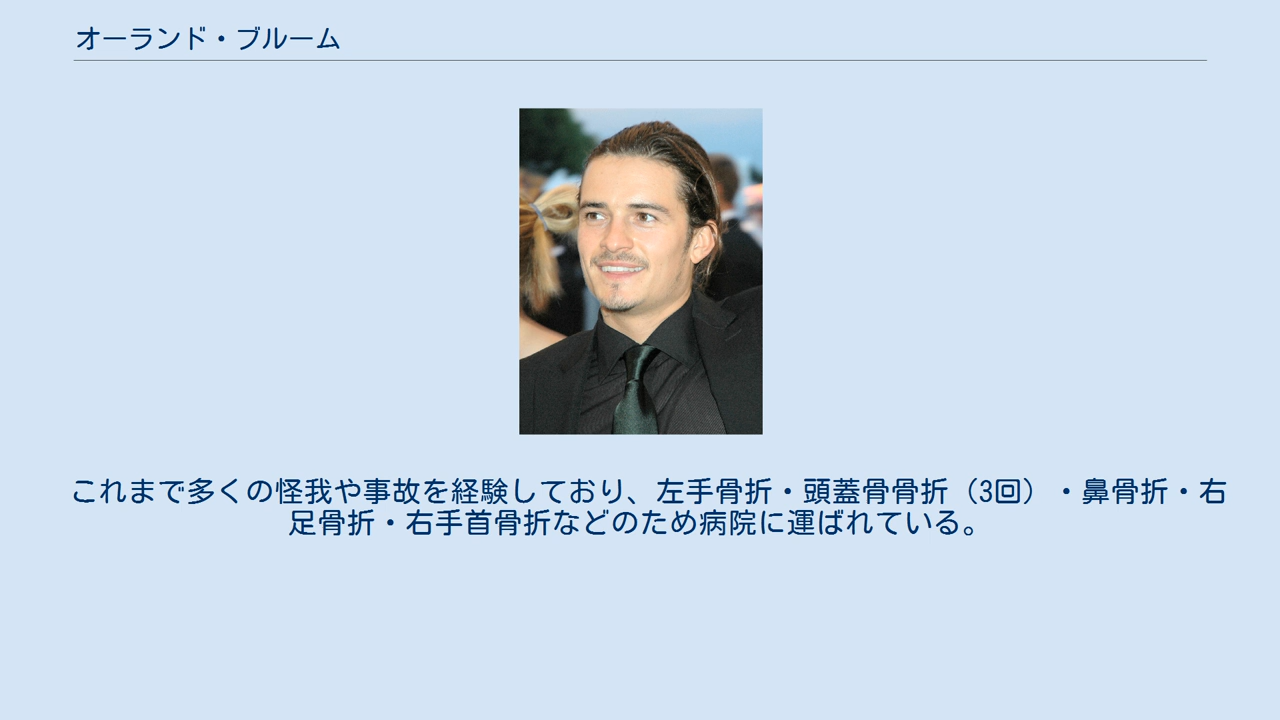 オーランド・ブルーム
これまで多くの怪我や事故を経験しており、左手骨折・頭蓋骨骨折（3回）・鼻骨折・右
足骨折・右手首骨折などのため病院に運ばれている。